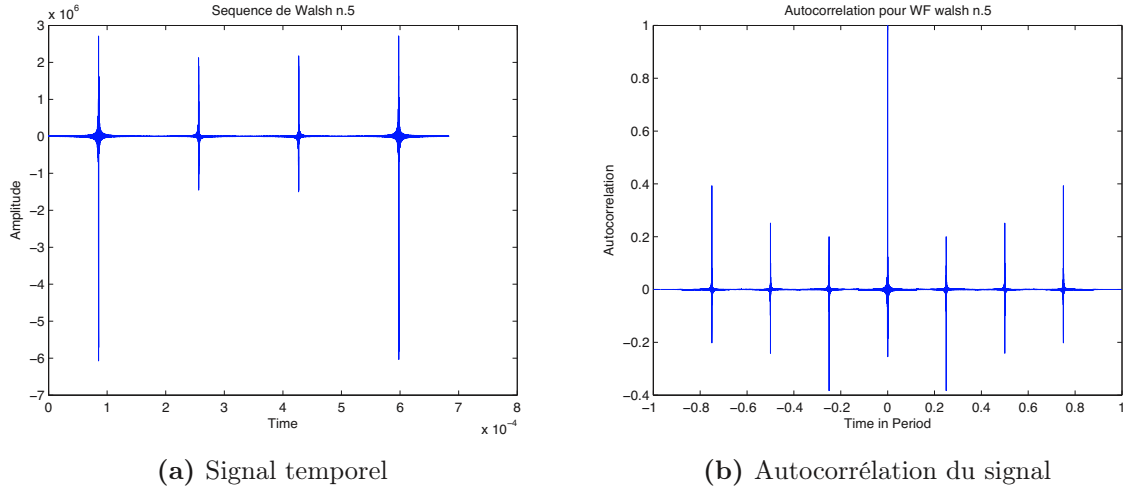 Sequence de Walsh n.5
x 10⁶
3
2
1
0
−1
−2
−3
−4
−5
−6
−7
Amplitude
0 1 2 3 4 5 6 7 8
Time
x 10⁻⁴
(a) Signal temporel
Autocorrelation pour WF walsh n.5
1
0.8
0.6
0.4
0.2
0
−0.2
−0.4
Autocorrelation
−1 −0.8 −0.6 −0.4 −0.2 0 0.2 0.4 0.6 0.8 1
Time in Period
(b) Autocorrélation du signal